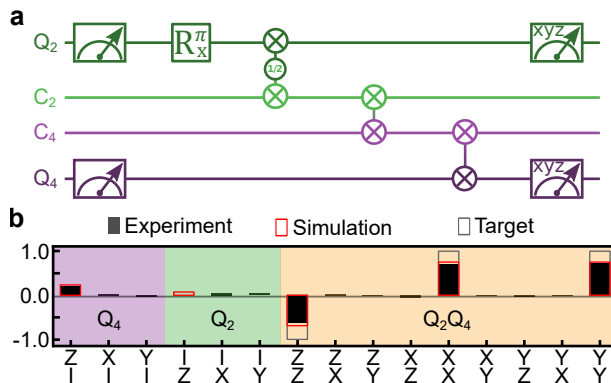 a
Q2 Rxπ xyz
1/2
C2
C4
Q4 xyz
b Experiment Simulation Target
1.0
0.0
-1.0
Q4 Q2 Q2Q4
Z X Y I I I Z Z Z X X X Y Y Y
I I I Z X Y Z X Y Z X Y Z X Y